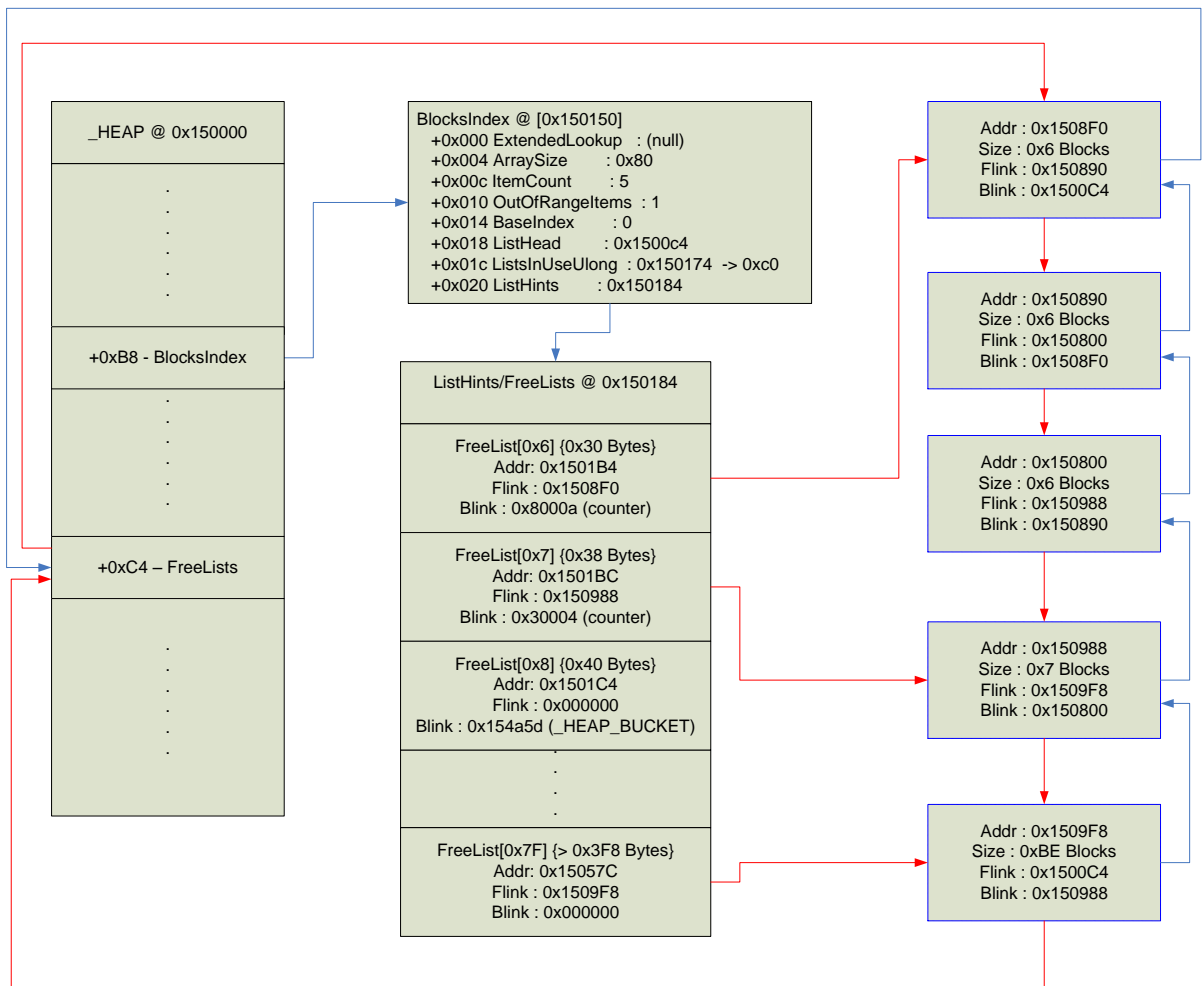 _HEAP @ 0x150000
.
.
.
.
.
.
+0xB8 - BlocksIndex
.
.
.
.
.
.
+0xC4 – FreeLists
.
.
.
.
.
.
BlocksIndex @ [0x150150]
+0x000 ExtendedLookup : (null)
+0x004 ArraySize : 0x80
+0x00c ItemCount : 5
+0x010 OutOfRangeItems : 1
+0x014 BaseIndex : 0
+0x018 ListHead : 0x1500c4
+0x01c ListsInUseUlong : 0x150174 -> 0xc0
+0x020 ListHints : 0x150184
ListHints/FreeLists @ 0x150184
FreeList[0x6] {0x30 Bytes}
Addr: 0x1501B4
Flink : 0x1508F0
Blink : 0x8000a (counter)
FreeList[0x7] {0x38 Bytes}
Addr: 0x1501BC
Flink : 0x150988
Blink : 0x30004 (counter)
FreeList[0x8] {0x40 Bytes}
Addr: 0x1501C4
Flink : 0x000000
Blink : 0x154a5d (_HEAP_BUCKET)
.
.
.
.
FreeList[0x7F] {> 0x3F8 Bytes}
Addr: 0x15057C
Flink : 0x1509F8
Blink : 0x000000
Addr : 0x1508F0
Size : 0x6 Blocks
Flink : 0x150890
Blink : 0x1500C4
Addr : 0x150890
Size : 0x6 Blocks
Flink : 0x150800
Blink : 0x1508F0
Addr : 0x150800
Size : 0x6 Blocks
Flink : 0x150988
Blink : 0x150890
Addr : 0x150988
Size : 0x7 Blocks
Flink : 0x1509F8
Blink : 0x150800
Addr : 0x1509F8
Size : 0xBE Blocks
Flink : 0x1500C4
Blink : 0x150988